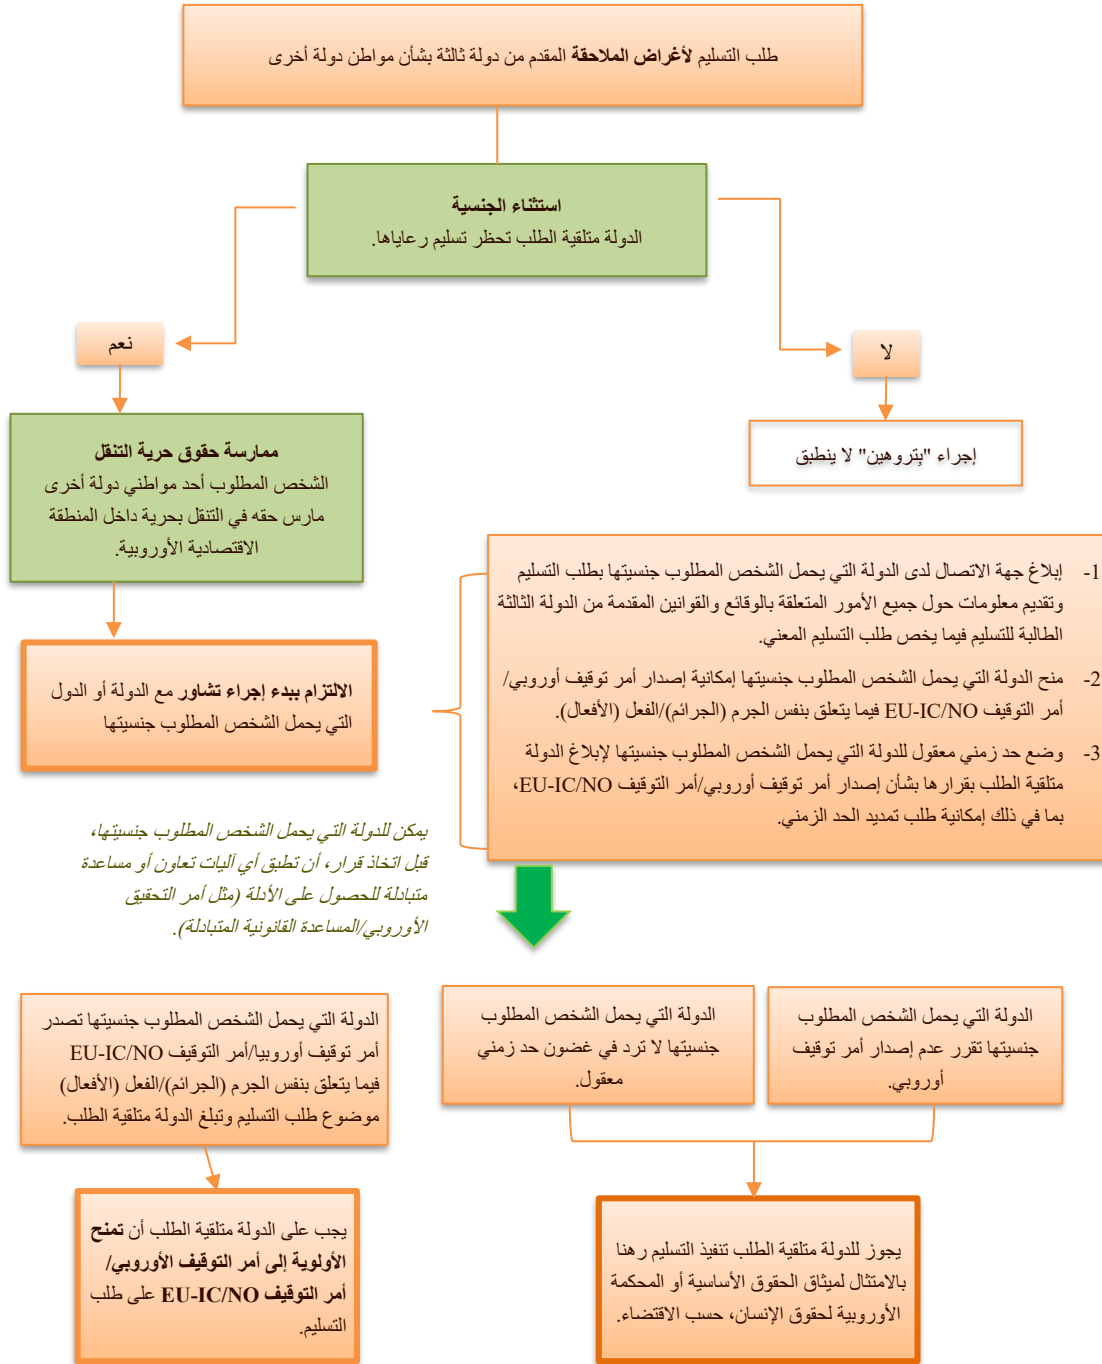 طلب التسليم لأغراض الملاحقة المقدم من دولة ثالثة بشأن مواطن دولة أخرى
استثناء الجنسية
الدولة متلقية الطلب تحظر تسليم رعاياها.
نعم
لا
إجراء "بِتروهين" لا ينطبق
ممارسة حقوق حرية التنقل
الشخص المطلوب أحد مواطني دولة أخرى
مارس حقه في التنقل بحرية داخل المنطقة
الاقتصادية الأوروبية.
1- إبلاغ جهة الاتصال لدى الدولة التي يحمل الشخص المطلوب جنسيتها بطلب التسليم
وتقديم معلومات حول جميع الأمور المتعلقة بالوقائع والقوانين المقدمة من الدولة الثالثة
الطالبة للتسليم فيما يخص طلب التسليم المعني.
2- منح الدولة التي يحمل الشخص المطلوب جنسيتها إمكانية إصدار أمر توقيف أوروبي/
أمر التوقيف EU-IC/NO فيما يتعلق بنفس الجرم (الجرائم)/الفعل (الأفعال).
3- وضع حد زمني معقول للدولة التي يحمل الشخص المطلوب جنسيتها لإبلاغ الدولة
متلقية الطلب بقرارها بشأن إصدار أمر توقيف أوروبي/أمر التوقيف EU-IC/NO،
بما في ذلك إمكانية طلب تمديد الحد الزمني.
الالتزام ببدء إجراء تشاور مع الدولة أو الدول
التي يحمل الشخص المطلوب جنسيتها
يمكن للدولة التي يحمل الشخص المطلوب جنسيتها،
قبل اتخاذ قرار، أن تطبق أي آليات تعاون أو مساعدة
متبادلة للحصول على الأدلة (مثل أمر التحقيق
الأوروبي/المساعدة القانونية المتبادلة).
الدولة التي يحمل الشخص المطلوب
جنسيتها تقرر عدم إصدار أمر توقيف
أوروبي.
الدولة التي يحمل الشخص المطلوب
جنسيتها لا ترد في غضون حد زمني
معقول.
الدولة التي يحمل الشخص المطلوب جنسيتها تصدر
أمر توقيف أوروبيا/أمر التوقيف EU-IC/NO
فيما يتعلق بنفس الجرم (الجرائم)/الفعل (الأفعال)
موضوع طلب التسليم وتبلغ الدولة متلقية الطلب.
يجوز للدولة متلقية الطلب تنفيذ التسليم رهنا
بالامتثال لميثاق الحقوق الأساسية أو المحكمة
الأوروبية لحقوق الإنسان، حسب الاقتضاء.
يجب على الدولة متلقية الطلب أن تمنح
الأولوية إلى أمر التوقيف الأوروبي/
أمر التوقيف EU-IC/NO على طلب
التسليم.